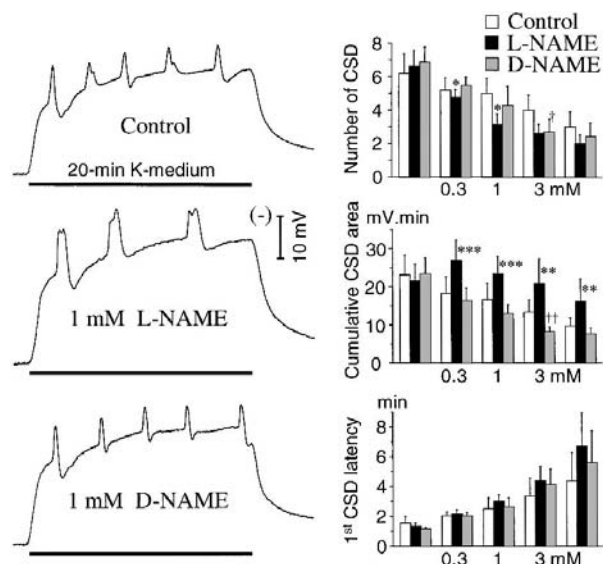 Control
20-min K-medium
(-)
10 mV
1 mM L-NAME
1 mM D-NAME
Control
L-NAME
D-NAME
Number of CSD
8
6
4
2
0
*
*
†
0.3 1 3 mM
mV.min
Cumulative CSD area
30
20
10
0
***
***
**
**
††
0.3 1 3 mM
min
1st CSD latency
8
6
4
2
0
0.3 1 3 mM